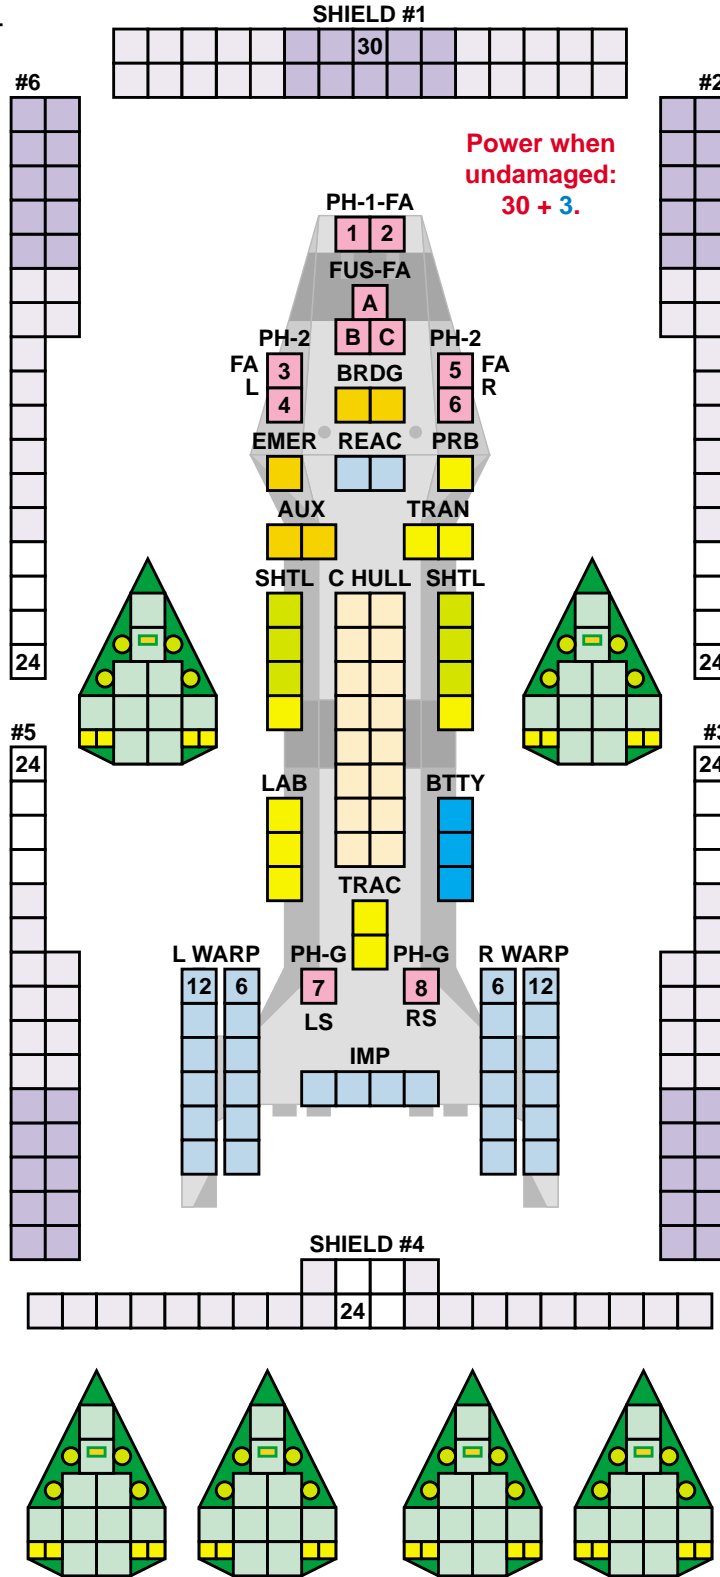 SHIELD #1
30
#6
#2
Power when
undamaged:
30 + 3.
PH-1-FA
1 2
FUS-FA
A
B C
PH-2 PH-2
FA 3 5 FA
L R
BRDG
4 6
EMER REAC PRB
AUX TRAN
SHTL C HULL SHTL
24 24
#5 #3
24 24
LAB BTTY
TRAC
L WARP PH-G PH-G R WARP
12 6 7 8 6 12
LS RS
IMP
SHIELD #4
24